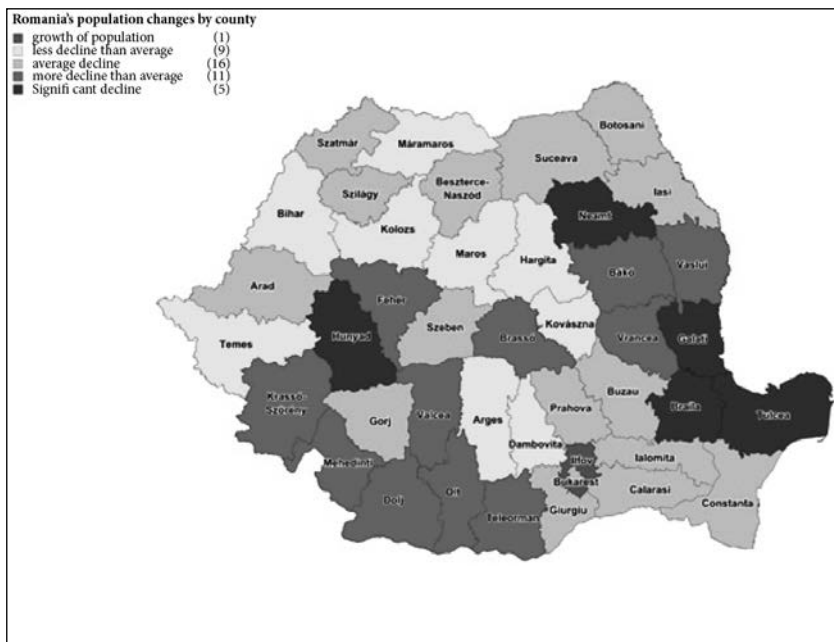 Romania's population changes by county
growth of population (1)
less decline than average (9)
average decline (16)
more decline than average (11)
Signifi cant decline (5)
Botosani
Szatmár
Máramaros
Suceava
Beszterce-
Naszód
Szilágy
Iasi
Neamt
Bihar
Kolozs
Maros
Hargita
Bákó
Vaslui
Arad
Fehér
Szeben
Brassó
Kovászna
Vrancea
Galati
Temes
Hunyad
Krassó-
Szörény
Gorj
Valcea
Arges
Prahova
Buzau
Braila
Tulcea
Dambovita
Mehedinti
Ilfov
Ialomita
Bukarest
Calarasi
Constanta
Dolj
Olt
Teleorman
Giurgiu